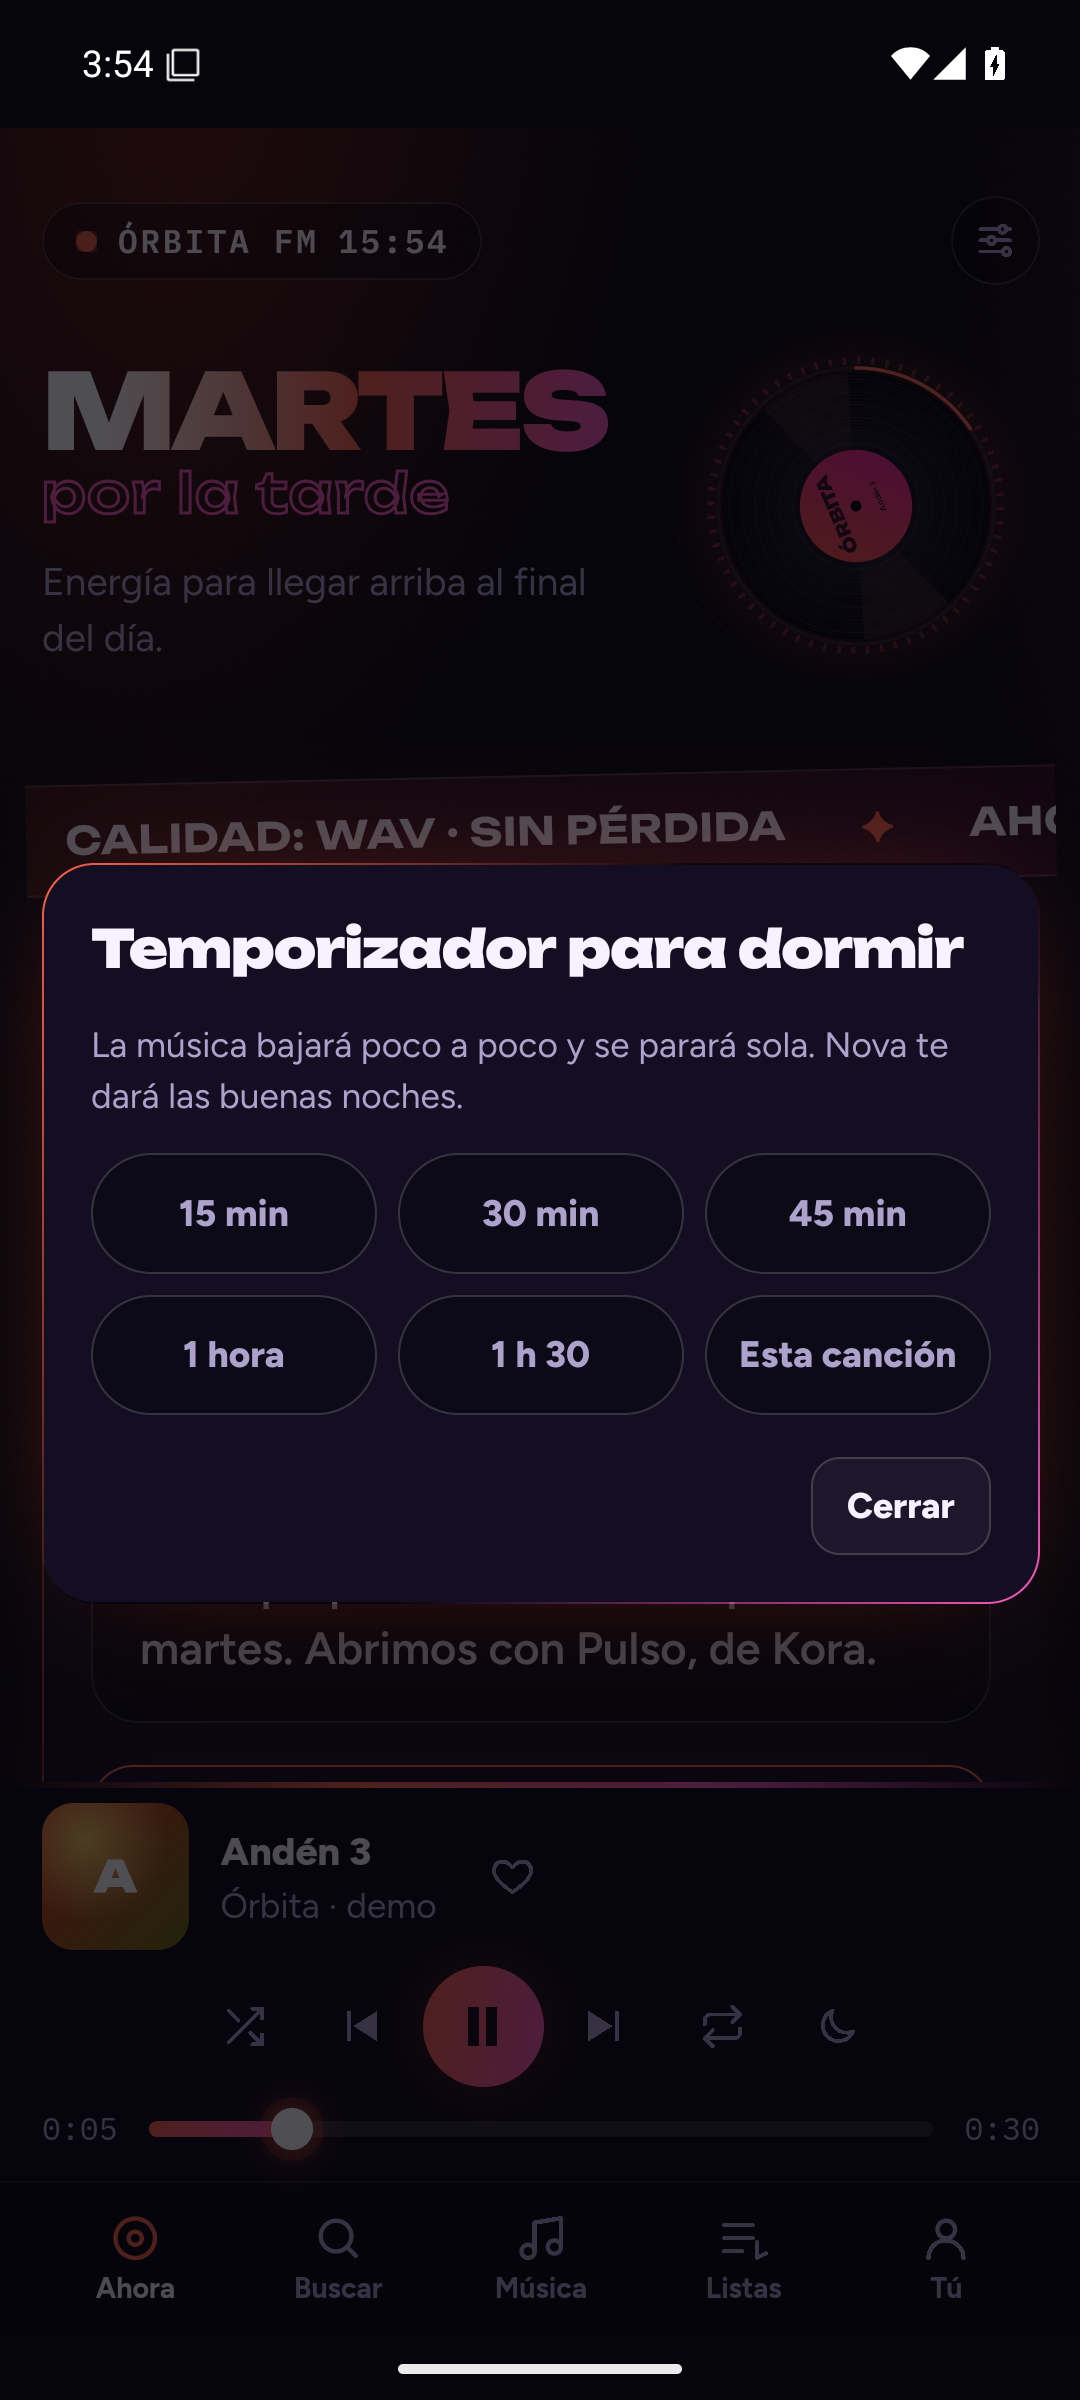 3:54
ÓRBITA FM 15:54
MARTES
por la tarde
Energía para llegar arriba al final
del día.
ÓRBITA
Andén 3
CALIDAD: WAV · SIN PÉRDIDA
Temporizador para dormir
La música bajará poco a poco y se parará sola. Nova te
dará las buenas noches.
15 min
30 min
45 min
1 hora
1 h 30
Esta canción
Cerrar
martes. Abrimos con Pulso, de Kora.
A
Andén 3
Órbita · demo
0:05
0:30
Ahora
Buscar
Música
Listas
Tú